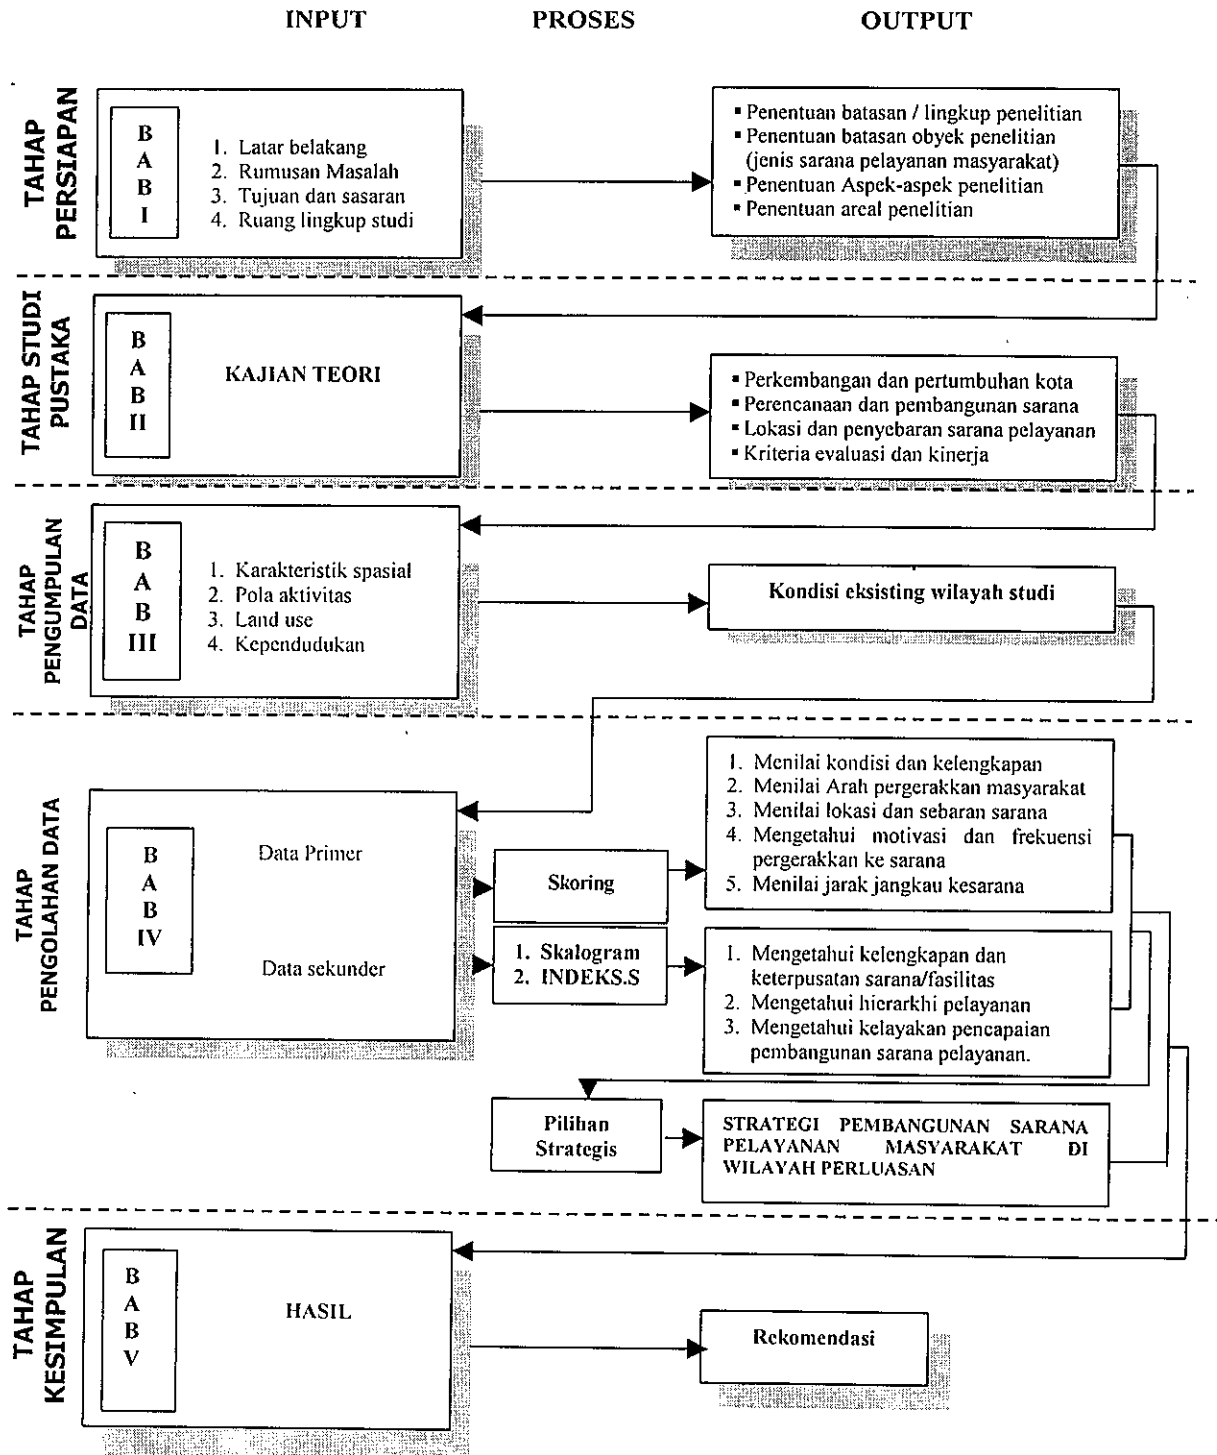 INPUT PROSES OUTPUT
TAHAP
PERSIAPAN
B
A
B
I
1. Latar belakang
2. Rumusan Masalah
3. Tujuan dan sasaran
4. Ruang lingkup studi
▪ Penentuan batasan / lingkup penelitian
▪ Penentuan batasan obyek penelitian
(jenis sarana pelayanan masyarakat)
▪ Penentuan Aspek-aspek penelitian
▪ Penentuan areal penelitian
TAHAP STUDI
PUSTAKA
B
A
B
II
KAJIAN TEORI
▪ Perkembangan dan pertumbuhan kota
▪ Perencanaan dan pembangunan sarana
▪ Lokasi dan penyebaran sarana pelayanan
▪ Kriteria evaluasi dan kinerja
TAHAP
PENGUMPULAN
DATA
B
A
B
III
1. Karakteristik spasial
2. Pola aktivitas
3. Land use
4. Kependudukan
Kondisi eksisting wilayah studi
TAHAP
PENGOLAHAN DATA
B
A
B
IV
Data Primer
Data sekunder
Skoring
1. Menilai kondisi dan kelengkapan
2. Menilai Arah pergerakkan masyarakat
3. Menilai lokasi dan sebaran sarana
4. Mengetahui motivasi dan frekuensi
pergerakkan ke sarana
5. Menilai jarak jangkau kesarana
1. Skalogram
2. INDEKS.S
1. Mengetahui kelengkapan dan
keterpusatan sarana/fasilitas
2. Mengetahui hierarkhi pelayanan
3. Mengetahui kelayakan pencapaian
pembangunan sarana pelayanan.
Pilihan
Strategis
STRATEGI PEMBANGUNAN SARANA
PELAYANAN MASYARAKAT DI
WILAYAH PERLUASAN
TAHAP
KESIMPULAN
B
A
B
V
HASIL
Rekomendasi